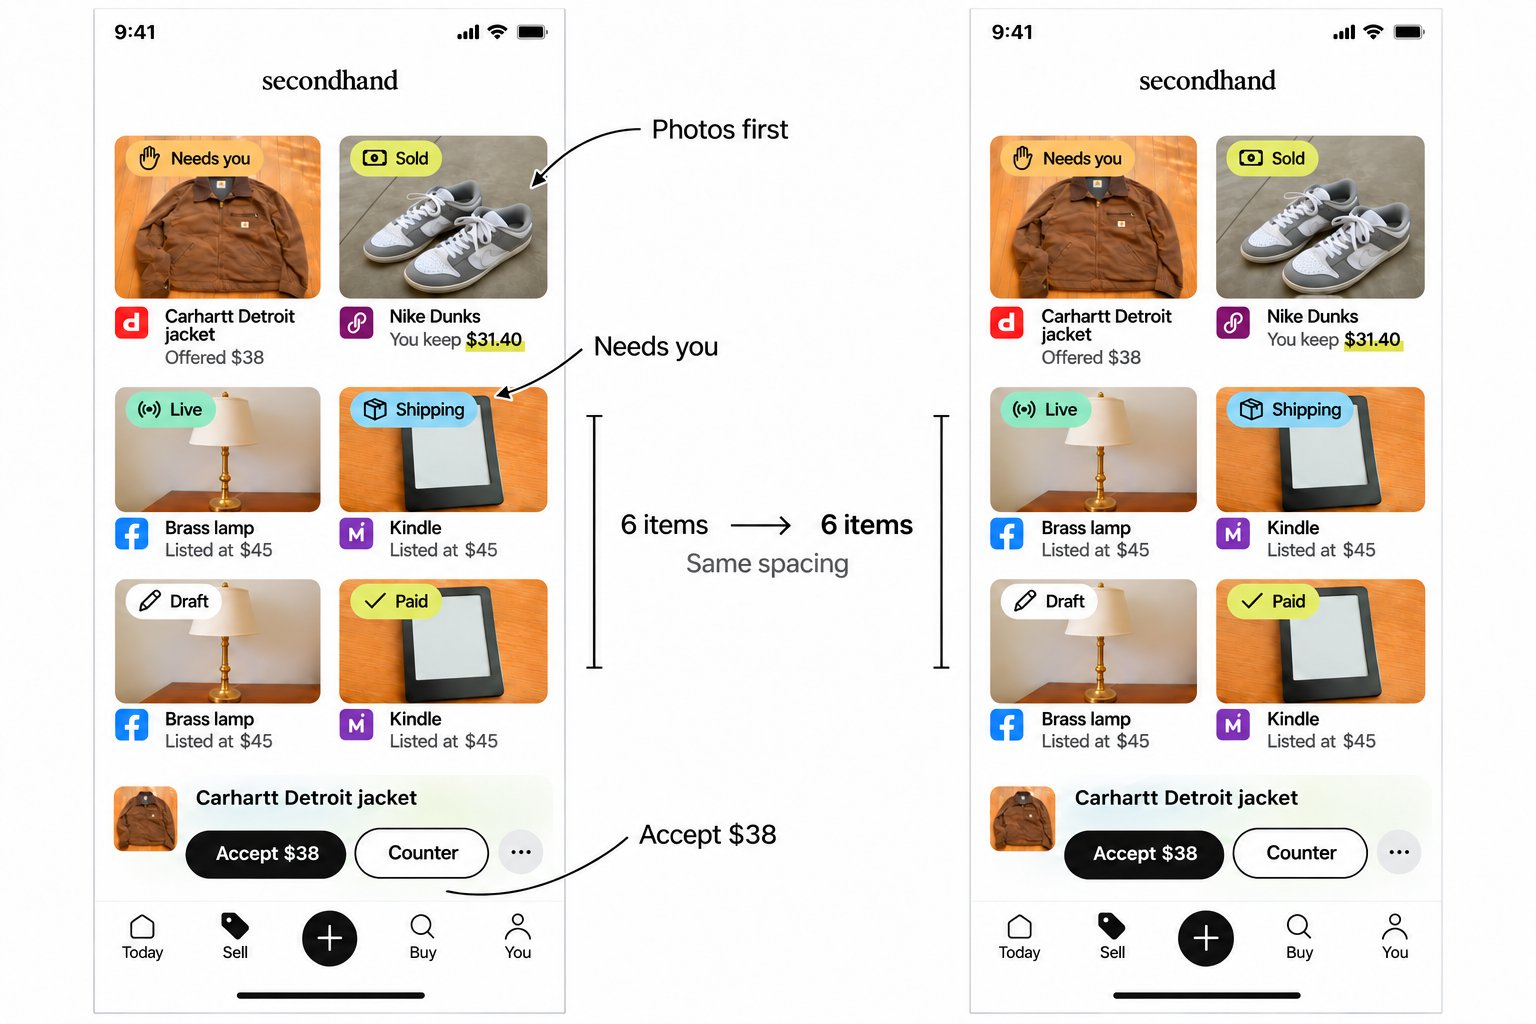 9:41
secondhand
Needs you
Sold
d
Carhartt Detroit
jacket
Offered $38
Nike Dunks
You keep $31.40
Live
Shipping
f
Brass lamp
Listed at $45
M
Kindle
Listed at $45
Draft
Paid
f
Brass lamp
Listed at $45
M
Kindle
Listed at $45
Carhartt Detroit jacket
Accept $38
Counter
Today
Sell
Buy
You
Photos first
Needs you
6 items → 6 items
Same spacing
Accept $38
9:41
secondhand
Needs you
Sold
d
Carhartt Detroit
jacket
Offered $38
Nike Dunks
You keep $31.40
Live
Shipping
f
Brass lamp
Listed at $45
M
Kindle
Listed at $45
Draft
Paid
f
Brass lamp
Listed at $45
M
Kindle
Listed at $45
Carhartt Detroit jacket
Accept $38
Counter
Today
Sell
Buy
You